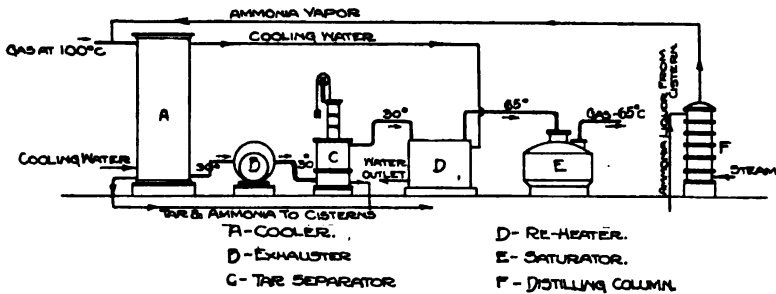 AMMONIA VAPOR
GAS AT 100°C
COOLING WATER
A
COOLING WATER
30°
B
30°
C
30°
WATER
OUTLET
D
65°
E
GAS-65°C
AMMONIA LIQUOR FROM
CISTERN
F
STEAM
TAR & AMMONIA TO CISTERNS
A-COOLER.
B-EXHAUSTER
C-TAR SEPARATOR
D-RE-HEATER.
E-SATURATOR.
F-DISTILLING COLUMN